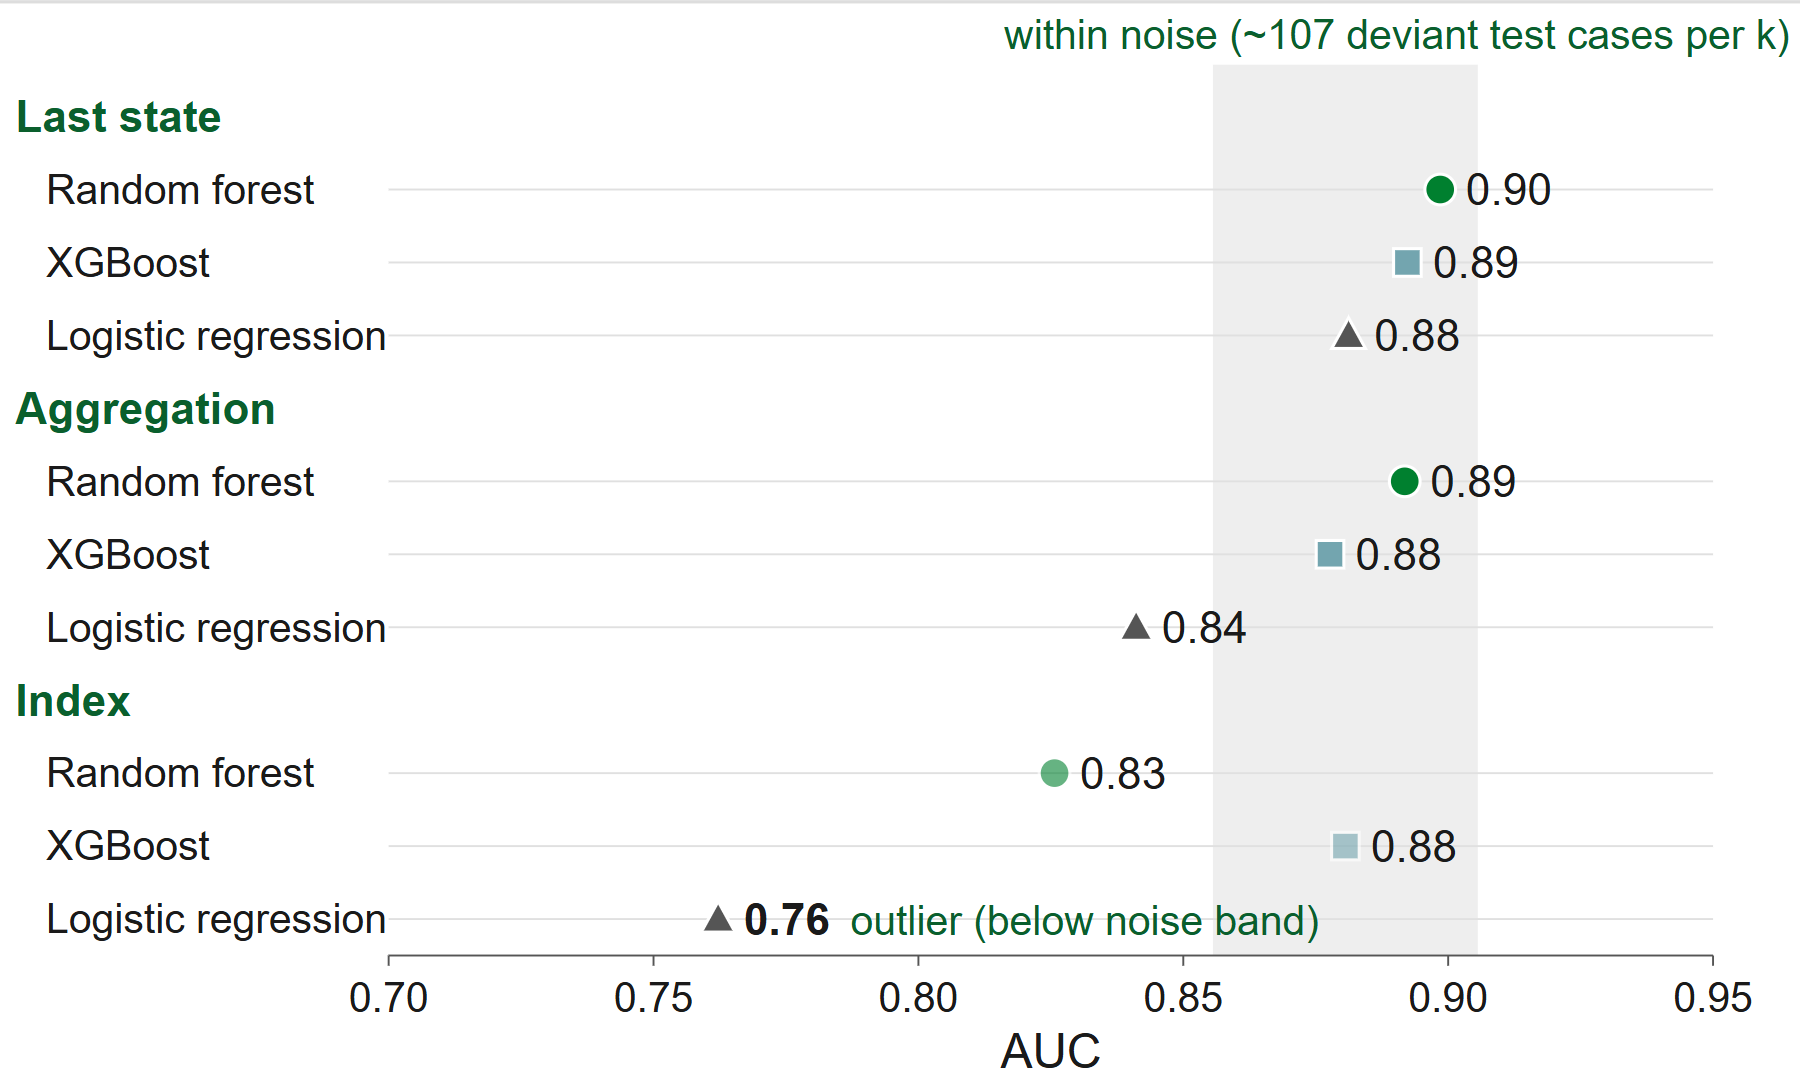 within noise (~107 deviant test cases per k)
Last state
Random forest 0.90
XGBoost 0.89
Logistic regression 0.88
Aggregation
Random forest 0.89
XGBoost 0.88
Logistic regression 0.84
Index
Random forest 0.83
XGBoost 0.88
Logistic regression 0.76 outlier (below noise band)
0.70 0.75 0.80 0.85 0.90 0.95
AUC